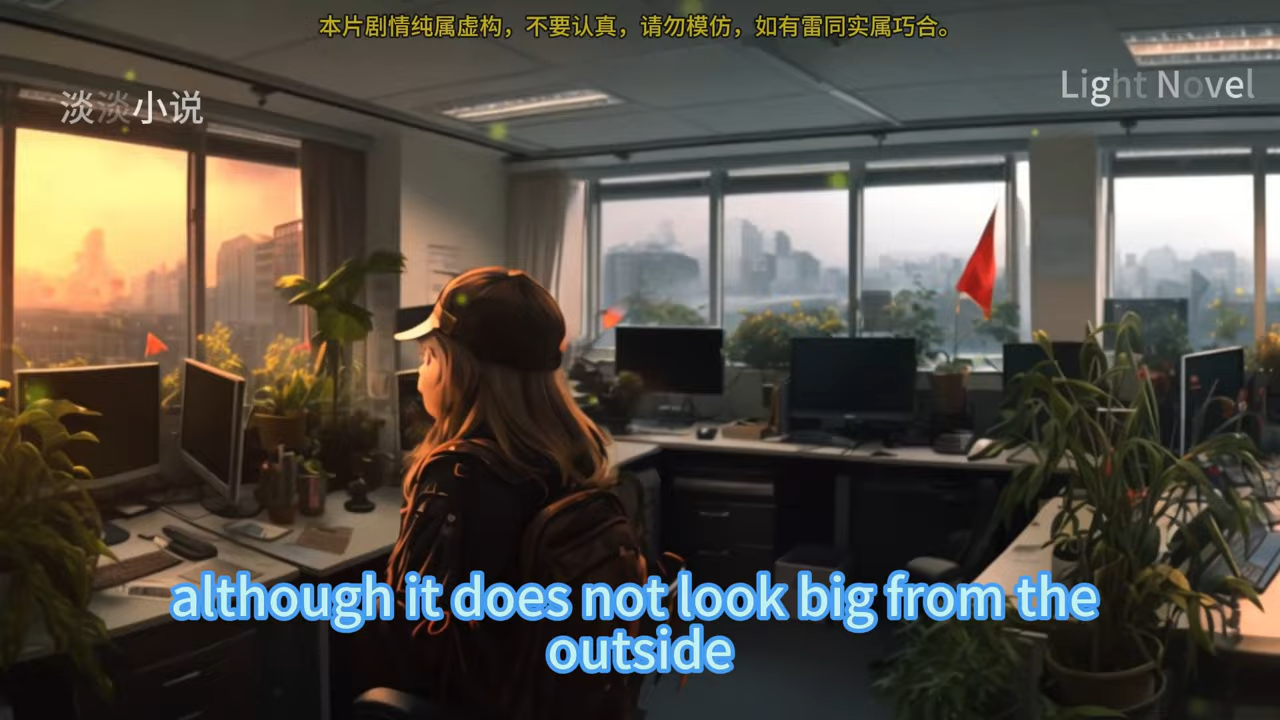 本片剧情纯属虚构，不要认真，请勿模仿，如有雷同实属巧合。
淡淡小说
Light Novel
although it does not look big from the
outside